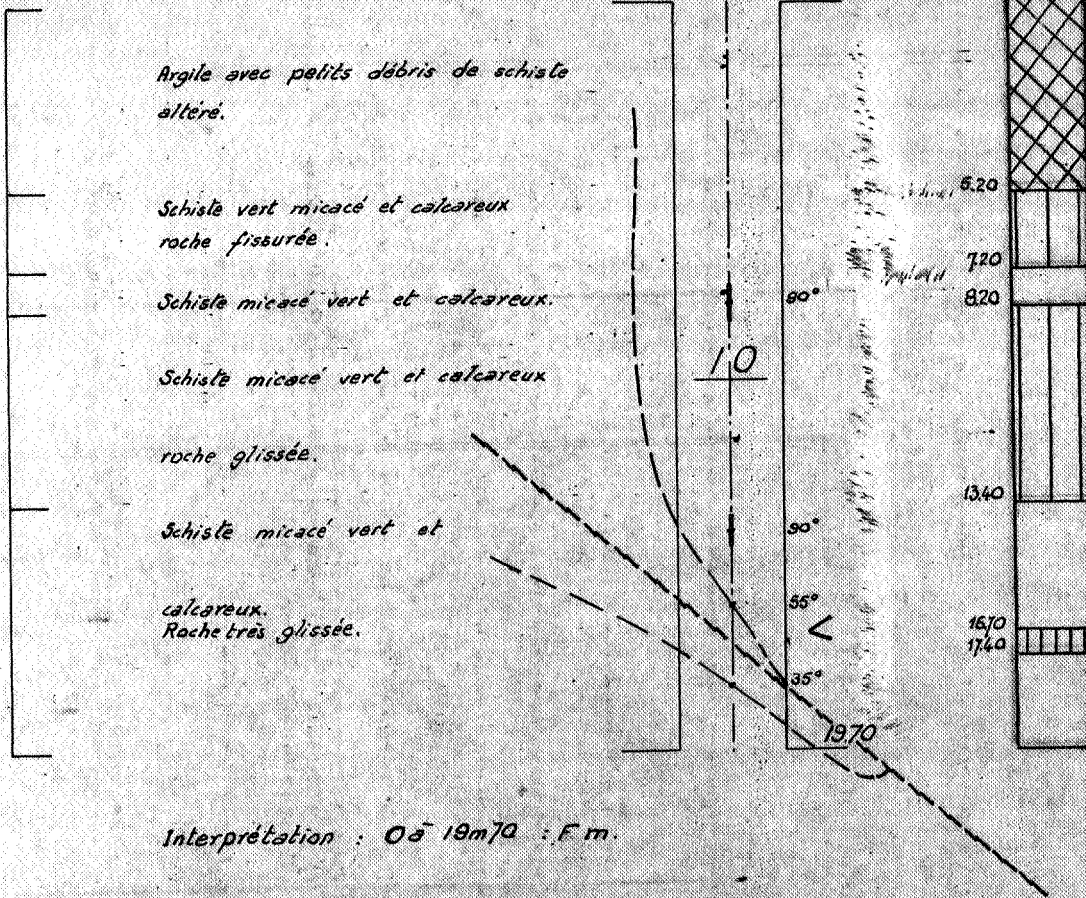 Argile avec petits débris de schiste
altéré.
5.20
Schiste vert micacé et calcareux
roche fissurée.
7.20
Schiste micacé vert et calcareux.
90°
8.20
10
Schiste micacé vert et calcareux
roche glissée.
13.40
Schiste micacé vert et
90°
calcareux.
55°
Roche très glissée.
<
16.70
17.40
35°
19.70
Interprétation : 0 à 19m70 : F m.